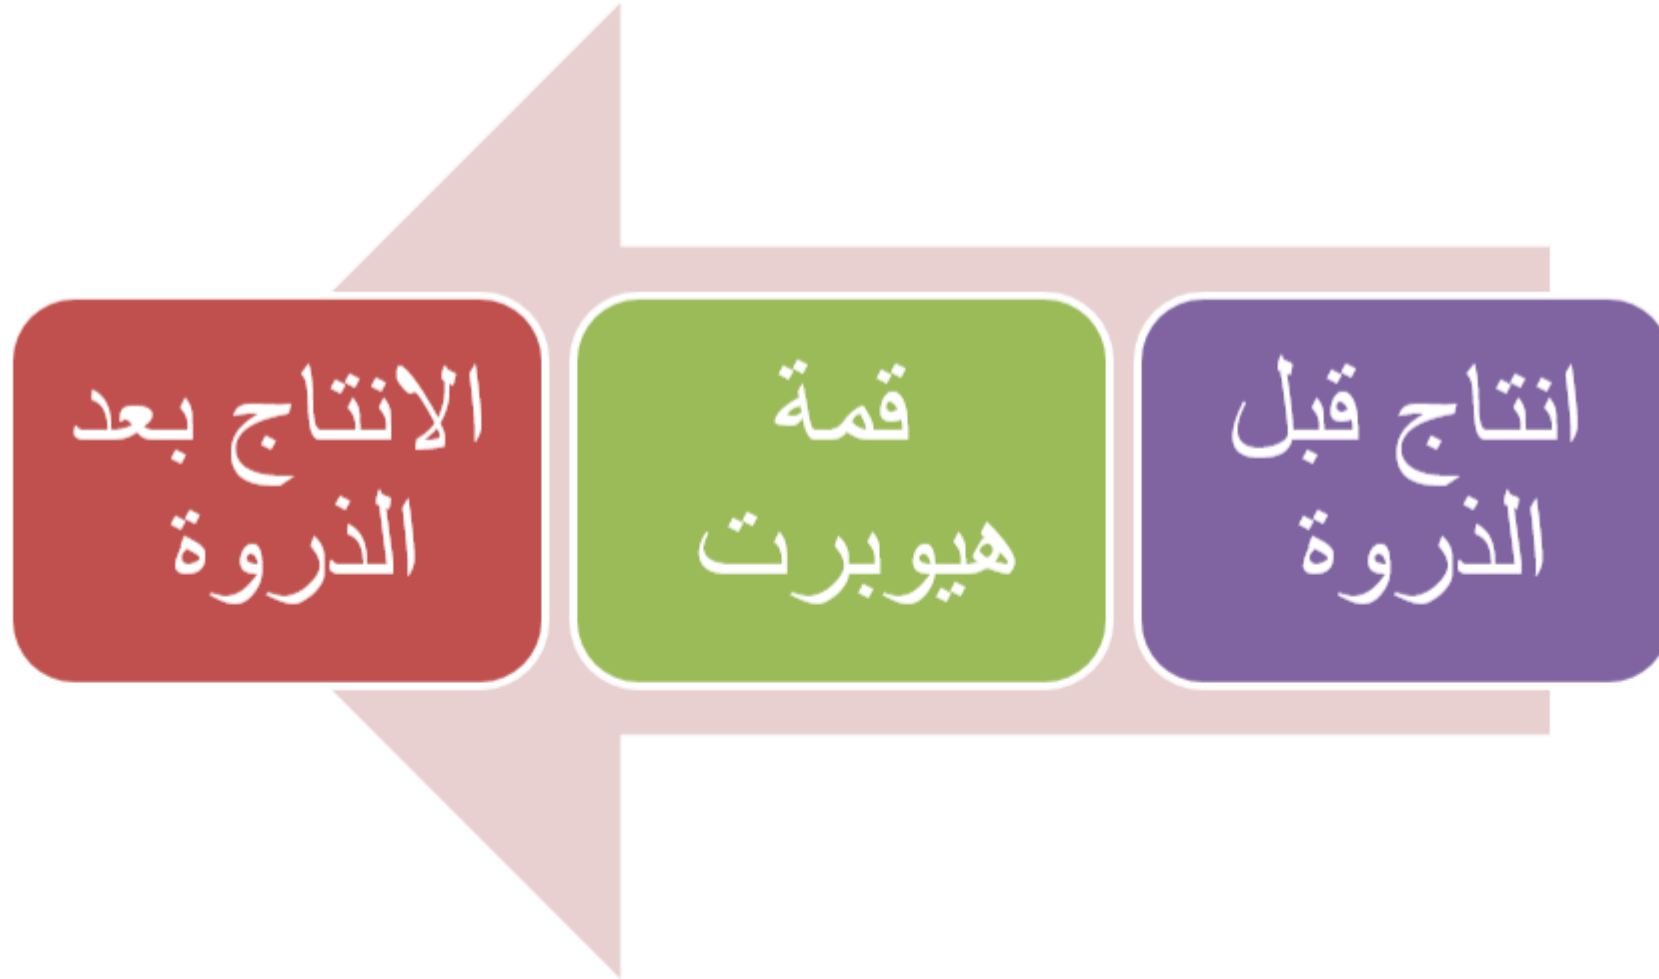 انتاج قبل
الذروة
قمة
هيوبرت
الانتاج بعد
الذروة